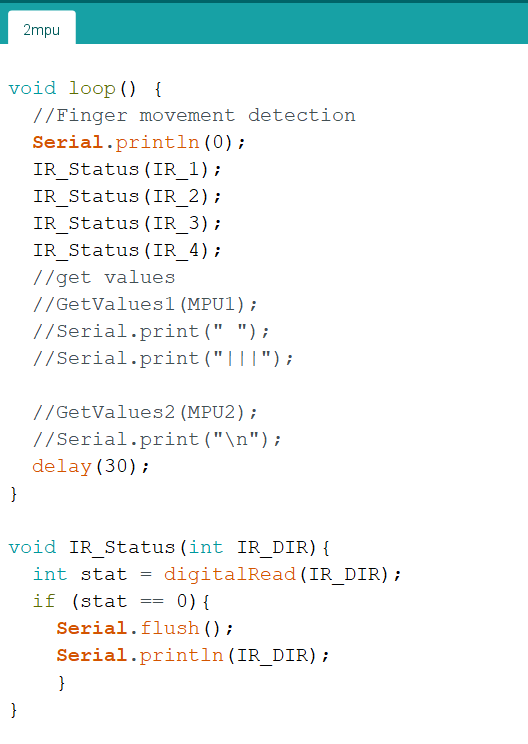 2mpu
void loop() {
  //Finger movement detection
  Serial.println(0);
  IR_Status(IR_1);
  IR_Status(IR_2);
  IR_Status(IR_3);
  IR_Status(IR_4);
  //get values
  //GetValues1(MPU1);
  //Serial.print(" ");
  //Serial.print("|||");
  //GetValues2(MPU2);
  //Serial.print("\n");
  delay(30);
}
void IR_Status(int IR_DIR){
  int stat = digitalRead(IR_DIR);
  if (stat == 0){
    Serial.flush();
    Serial.println(IR_DIR);
    }
}